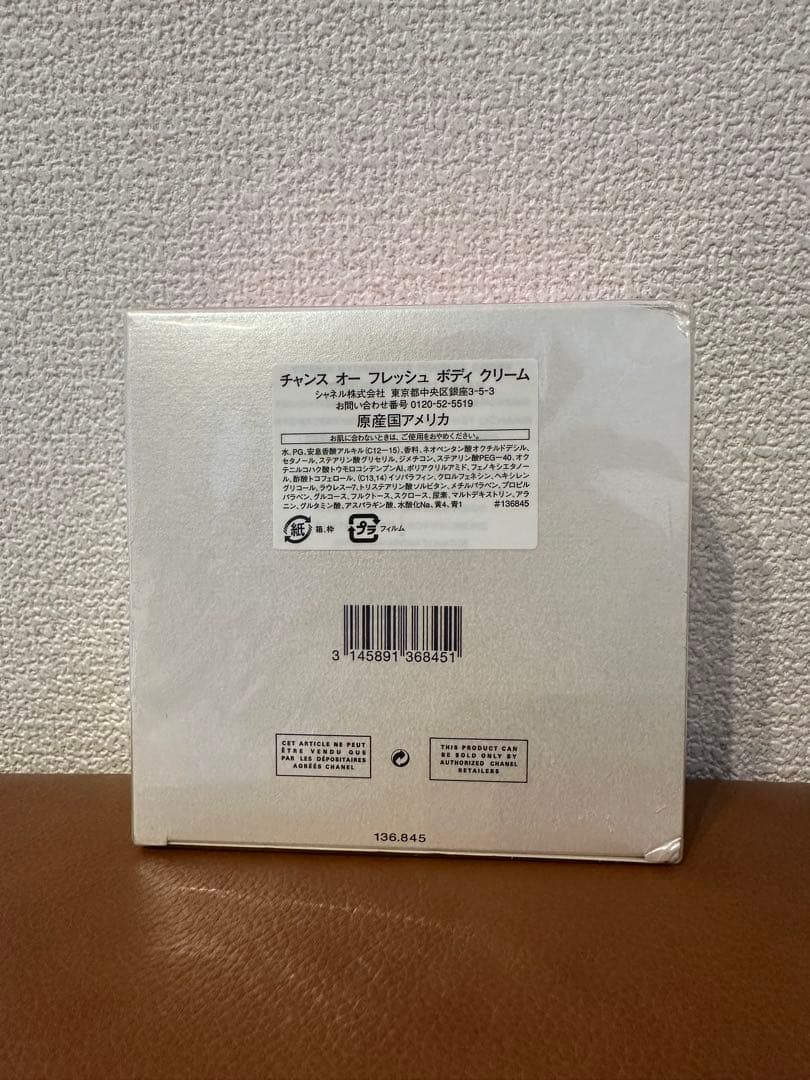 チャンス オー フレッシュ ボディ クリーム
シャネル株式会社 東京都中央区銀座3-5-3
お問い合わせ番号 0120-52-5519
原産国アメリカ
お肌に合わないときは、ご使用をおやめください。
水、PG、安息香酸アルキル(C12-15)、香料、ネオペンタン酸オクチルドデシル、
セタノール、ステアリン酸グリセリル、ジメチコン、ステアリン酸PEG-40、オク
テニルコハク酸トウモロコシデンプンAl、ポリアクリルアミド、フェノキシエタノー
ル、酢酸トコフェロール、(C13,14)イソパラフィン、クロルフェネシン、ヘキシレン
グリコール、ラウレス-7、トリステアリン酸ソルビタン、メチルパラベン、プロピル
パラベン、グルコース、フルクトース、スクロース、尿素、マルトデキストリン、アラ
ニン、グルタミン酸、アスパラギン酸、水酸化Na、黄4、青1 #136845
紙 箱、枠 プラ フィルム
3 145891 368451
CET ARTICLE NE PEUT
ÊTRE VENDU QUE
PAR LES DÉPOSITAIRES
AGRÉÉS CHANEL
THIS PRODUCT CAN
BE SOLD ONLY BY
AUTHORIZED CHANEL
RETAILERS
136.845